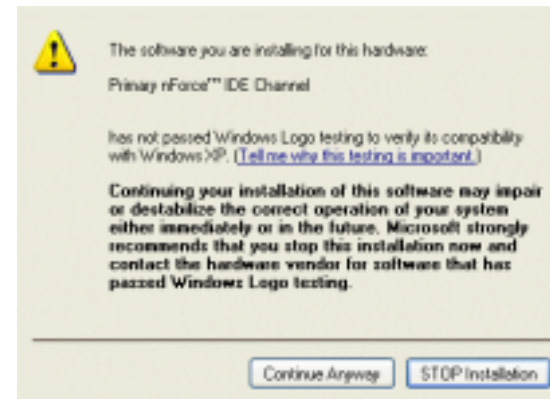 The software you are installing for this hardware:
Primary nForce™ IDE Channel
has not passed Windows Logo testing to verify its compatibility
with Windows XP. (Tell me why this testing is important.)
Continuing your installation of this software may impair
or destabilize the correct operation of your system
either immediately or in the future. Microsoft strongly
recommends that you stop this installation now and
contact the hardware vendor for software that has
passed Windows Logo testing.
Continue Anyway
STOP Installation